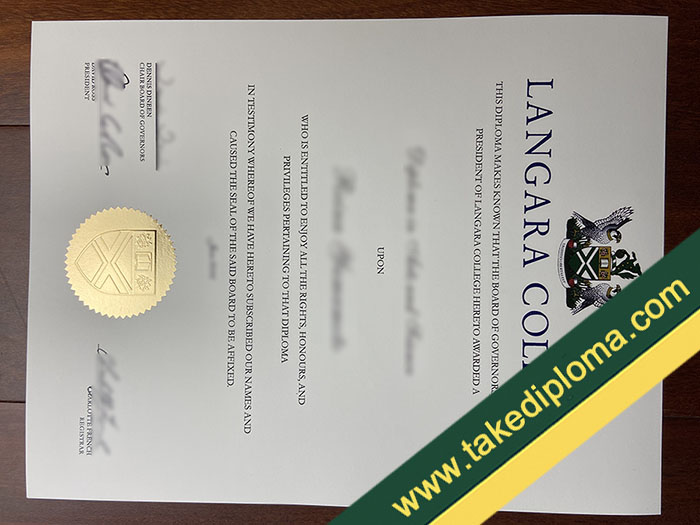 LANGARA COL
THIS DIPLOMA MAKES KNOWN THAT THE BOARD OF GOVERNORS
PRESIDENT OF LANGARA COLLEGE HERETO AWARDED A
UPON
WHO IS ENTITLED TO ENJOY ALL THE RIGHTS, HONOURS, AND
PRIVILEGES PERTAINING TO THAT DIPLOMA
IN TESTIMONY WHEREOF WE HAVE HERETO SUBSCRIBED OUR NAMES AND
CAUSED THE SEAL OF THE SAID BOARD TO BE AFFIXED.
DENNIS DINEEN
CHAIR BOARD OF GOVERNORS
DAVID ROSS
PRESIDENT
CHARLOTTE FRENCH
REGISTRAR
www.takediploma.com